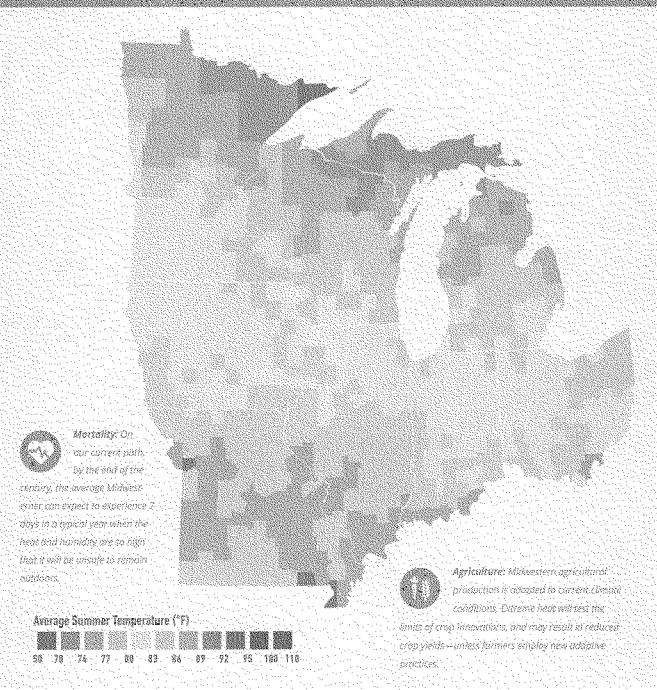 Mortality: On
our current path,
by the end of the
century, the average Midwest-
erner can expect to experience 2
days in a typical year when the
heat and humidity are so high
that it will be unsafe to remain
outdoors.
Agriculture: Midwestern agricultural
production is adapted to current climate
conditions. Extreme heat will test the
limits of crop innovations, and may result in reduced
crop yields—unless farmers employ new adaptive
practices.
Average Summer Temperature (°F)
50 70 74 77 80 83 86 89 92 95 100 110